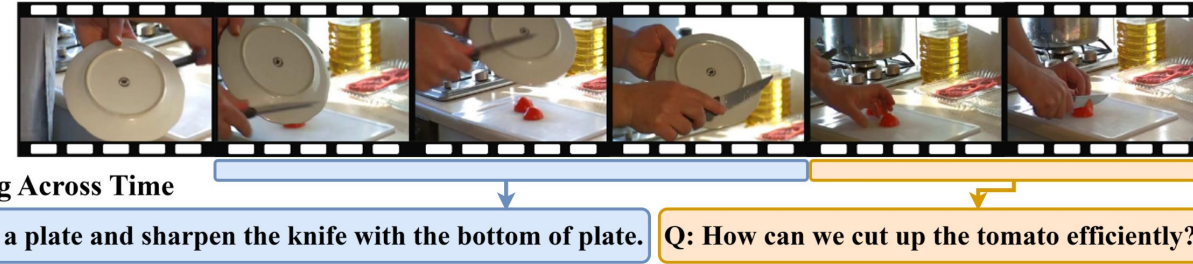 g Across Time
a plate and sharpen the knife with the bottom of plate.
Q: How can we cut up the tomato efficiently?